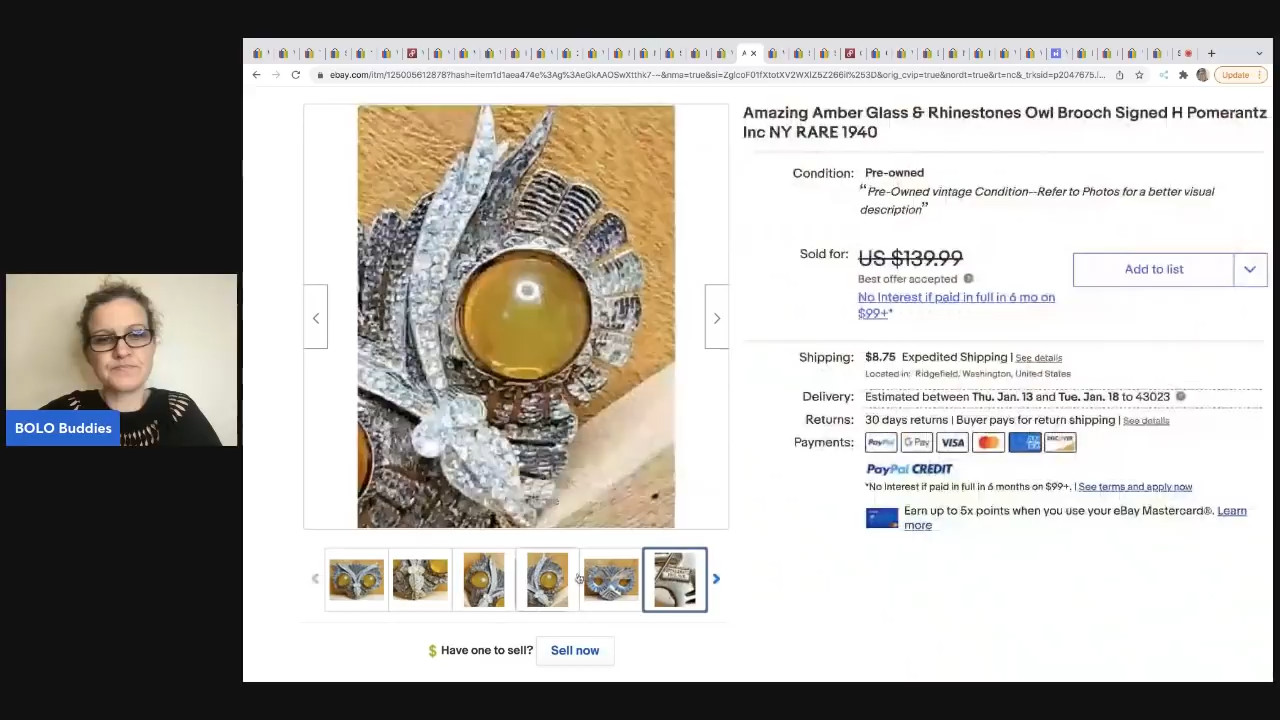 ebay.com/itm/125005612878?hash=item1d1aea474e%3Ag%3AeGkAAOSwXtthk7-~&nma=true&si=ZglcoF01fXtotXV2WXIZ5Z266iI%253D&orig_cvip=true&nordt=true&rt=nc&_trksid=p2047675.l...
Update
Amazing Amber Glass & Rhinestones Owl Brooch Signed H Pomerantz
Inc NY RARE 1940
Condition: Pre-owned
“Pre-Owned vintage Condition--Refer to Photos for a better visual
description”
Sold for: US $139.99
Best offer accepted
Add to list
No Interest if paid in full in 6 mo on
$99+*
Shipping: $8.75 Expedited Shipping | See details
Located in: Ridgefield, Washington, United States
Delivery: Estimated between Thu. Jan. 13 and Tue. Jan. 18 to 43023
Returns: 30 days returns | Buyer pays for return shipping | See details
Payments: PayPal G Pay VISA DISCOVER
PayPal CREDIT
*No Interest if paid in full in 6 months on $99+. | See terms and apply now
Earn up to 5x points when you use your eBay Mastercard®. Learn
more
$ Have one to sell? Sell now
BOLO Buddies